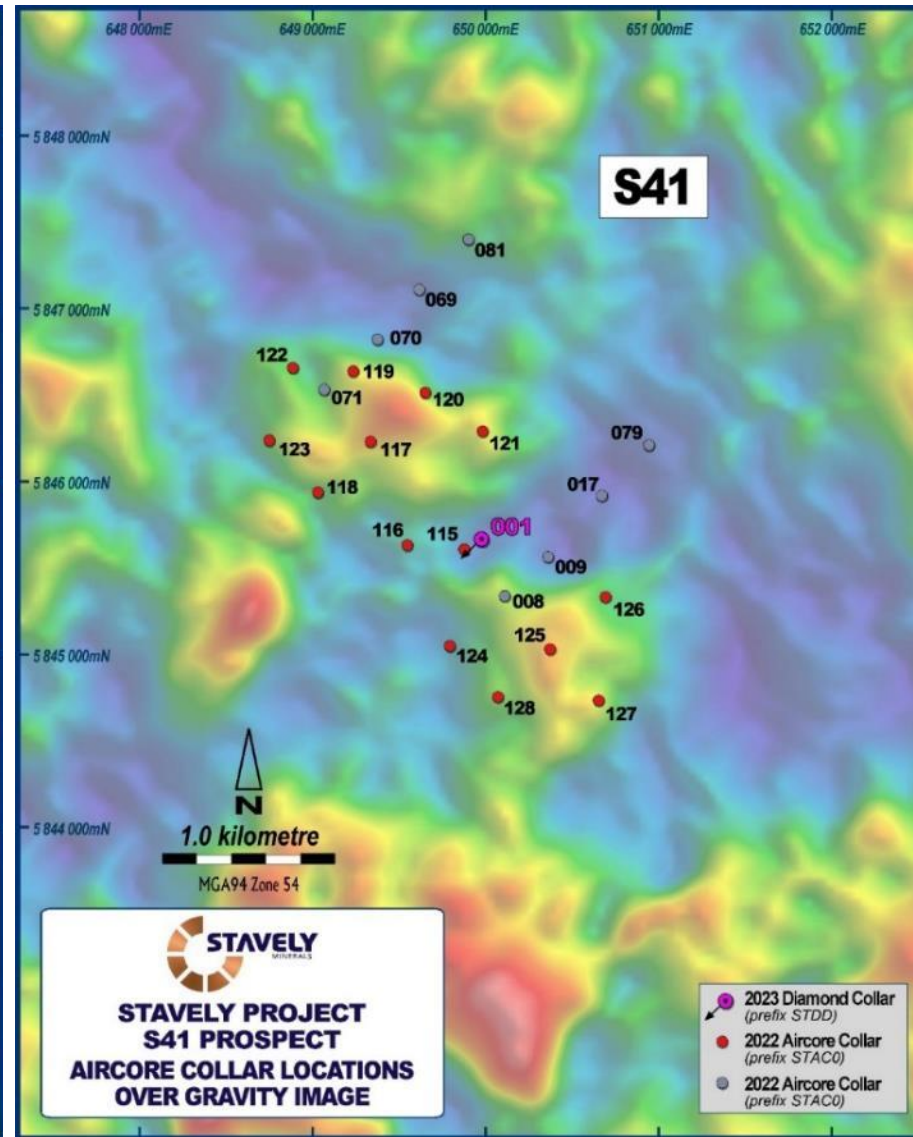 648 000mE
649 000mE
650 000mE
651 000mE
652 000mE
5 848 000mN
S41
081
069
5 847 000mN
070
122
119
071
120
079
121
123
117
5 846 000mN
017
118
116
115
001
009
008
126
125
124
5 845 000mN
128
127
N
5 844 000mN
1.0 kilometre
MGA94 Zone 54
STAVELY
MINERALS
STAVELY PROJECT
S41 PROSPECT
AIRCORE COLLAR LOCATIONS
OVER GRAVITY IMAGE
2023 Diamond Collar
(prefix STDD)
2022 Aircore Collar
(prefix STAC0)
2022 Aircore Collar
(prefix STAC0)